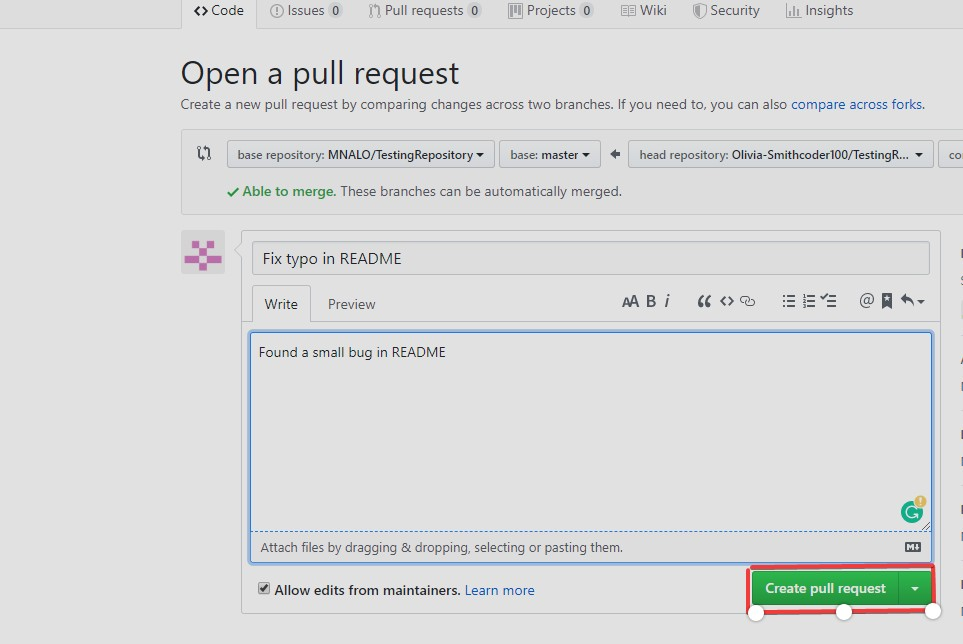 Code Issues 0 Pull requests 0 Projects 0 Wiki Security Insights
Open a pull request
Create a new pull request by comparing changes across two branches. If you need to, you can also compare across forks.
base repository: MNALO/TestingRepository base: master head repository: Olivia-Smithcoder100/TestingR... co
Able to merge. These branches can be automatically merged.
Fix typo in README
Write Preview AA B i
Found a small bug in README
Attach files by dragging & dropping, selecting or pasting them.
Allow edits from maintainers. Learn more Create pull request